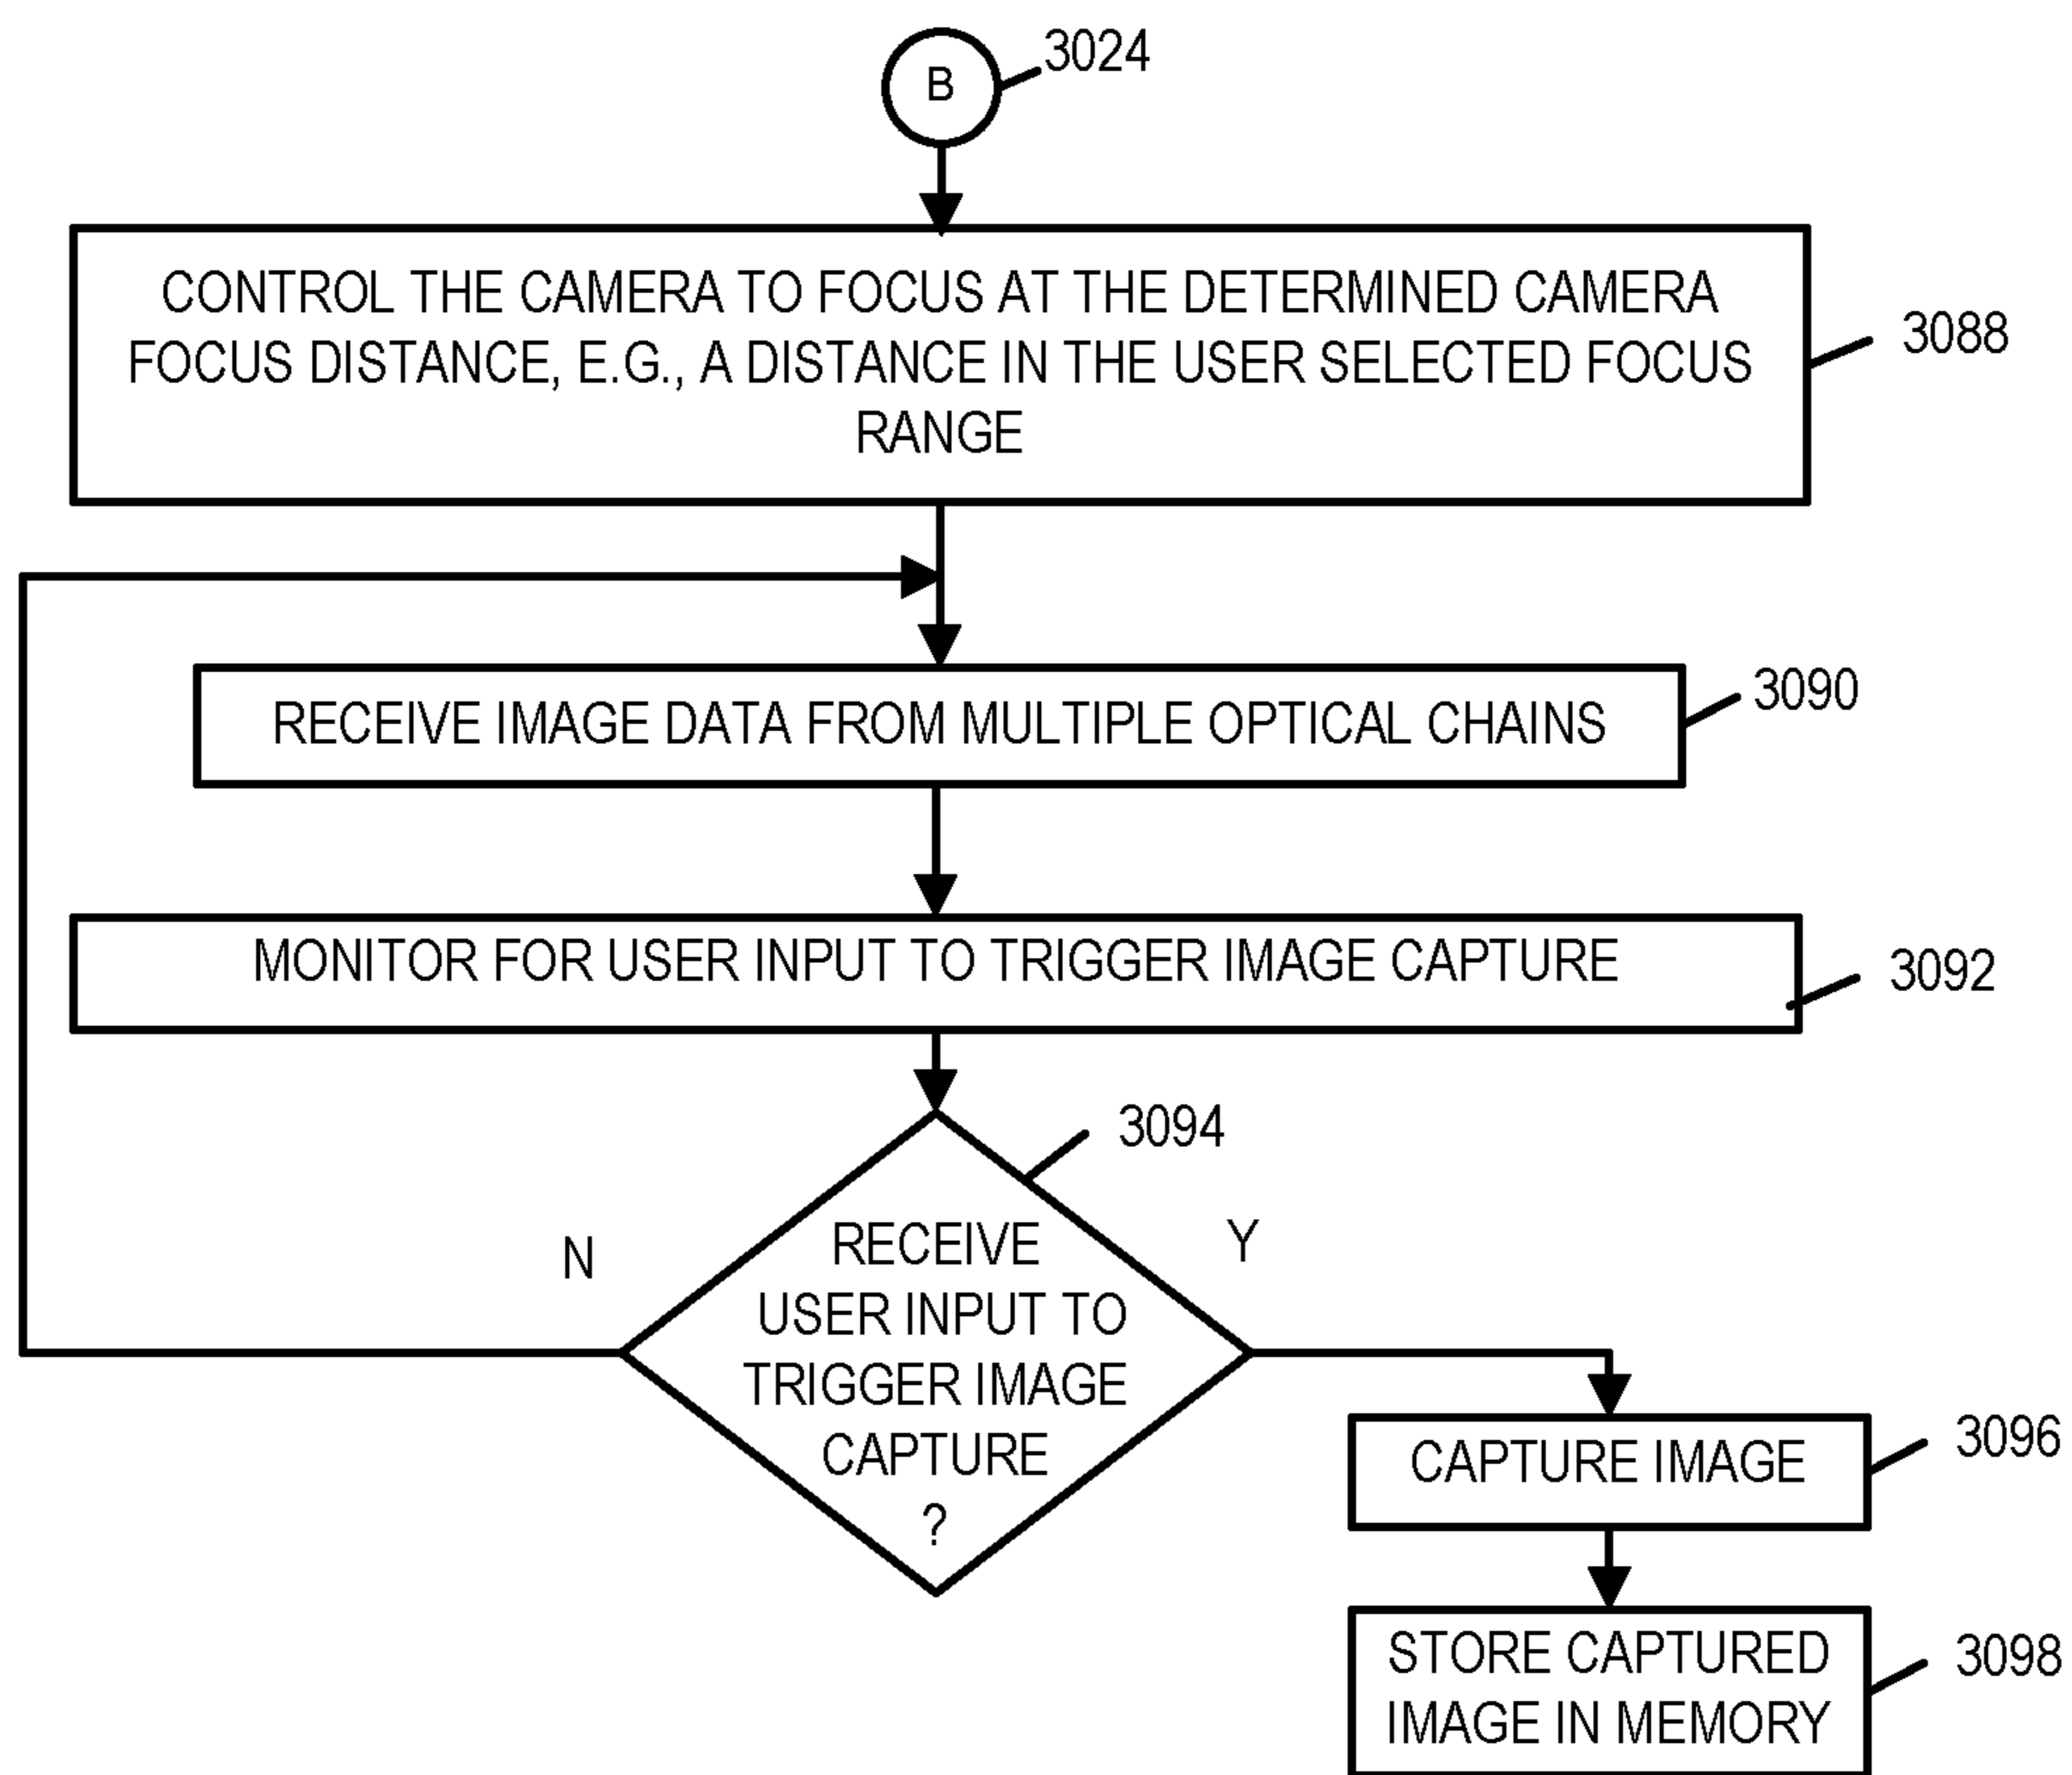 B
3024
CONTROL THE CAMERA TO FOCUS AT THE DETERMINED CAMERA
FOCUS DISTANCE, E.G., A DISTANCE IN THE USER SELECTED FOCUS
RANGE
3088
RECEIVE IMAGE DATA FROM MULTIPLE OPTICAL CHAINS
3090
MONITOR FOR USER INPUT TO TRIGGER IMAGE CAPTURE
3092
3094
N
RECEIVE
USER INPUT TO
TRIGGER IMAGE
CAPTURE
?
Y
CAPTURE IMAGE
3096
STORE CAPTURED
IMAGE IN MEMORY
3098